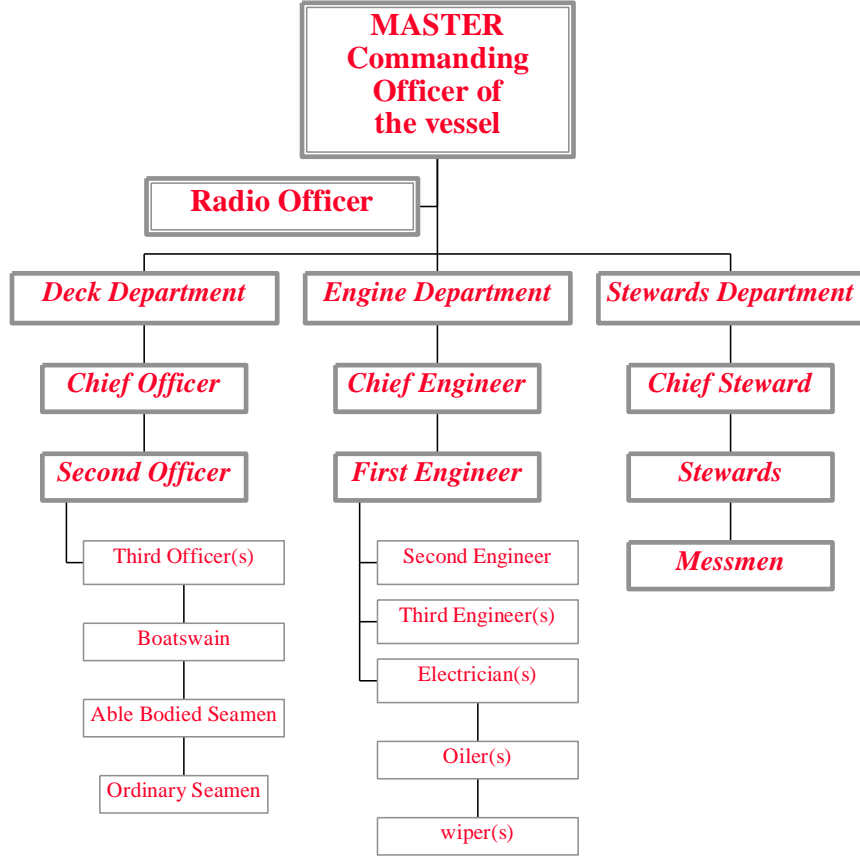 MASTER
Commanding
Officer of
the vessel
Radio Officer
Deck Department
Engine Department
Stewards Department
Chief Officer
Chief Engineer
Chief Steward
Second Officer
First Engineer
Stewards
Third Officer(s)
Second Engineer
Messmen
Third Engineer(s)
Boatswain
Electrician(s)
Able Bodied Seamen
Oiler(s)
Ordinary Seamen
wiper(s)